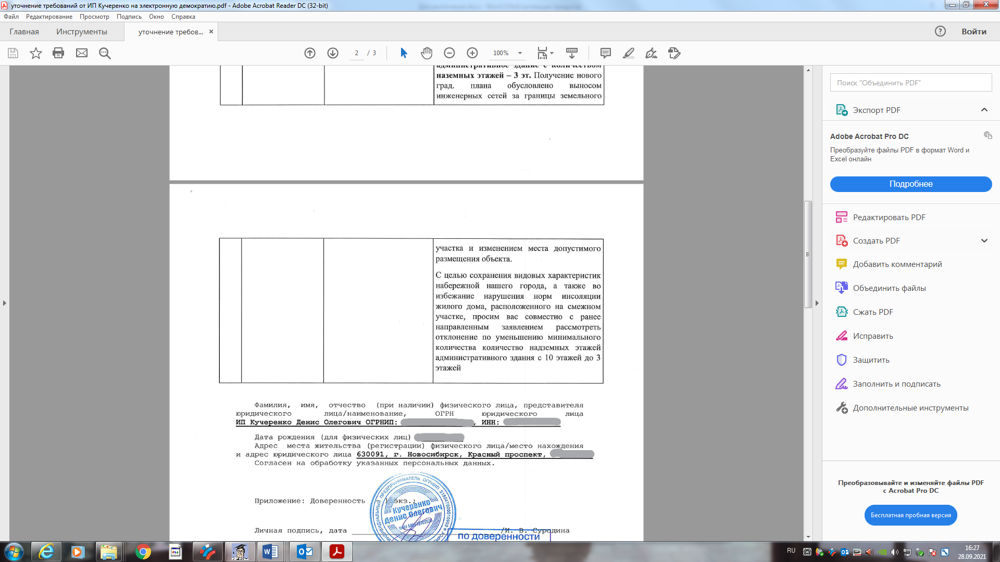 уточнение требований от ИП Кучеренко на электронную демократию.pdf - Adobe Acrobat Reader DC (32-bit)
Файл Редактирование Просмотр Подпись Окно Справка
Главная Инструменты уточнение требов... Войти
2 / 3 100%
административное здание с количеством
наземных этажей – 3 эт. Получение нового
град. плана обусловлено выносом
инженерных сетей за границы земельного
участка и изменением места допустимого
размещения объекта.
С целью сохранения видовых характеристик
набережной нашего города, а также во
избежание нарушения норм инсоляции
жилого дома, расположенного на смежном
участке, просим вас совместно с ранее
направленным заявлением рассмотреть
отклонение по уменьшению минимального
количества количество надземных этажей
административного здания с 10 этажей до 3
этажей
Фамилия, имя, отчество (при наличии) физического лица, представителя
юридического лица/наименование, ОГРН юридического лица
ИП Кучеренко Денис Олегович ОГРНИП: , ИНН:
Дата рождения (для физических лиц)
Адрес места жительства (регистрации) физического лица/место нахождения
и адрес юридического лица 630091, г. Новосибирск, Красный проспект,
Согласен на обработку указанных персональных данных.
Приложение: Доверенность 1 экз.;
ИНДИВИДУАЛЬНЫЙ ПРЕДПРИНИМАТЕЛЬ ОГРНИП
Кучеренко
Денис Олегович
Личная подпись, дата /И. В. Суродина
ПО ДОВЕРЕННОСТИ
Поиск "Объединить PDF"
Экспорт PDF
Adobe Acrobat Pro DC
Преобразуйте файлы PDF в формат Word и
Excel онлайн
Подробнее
Редактировать PDF
Создать PDF
Добавить комментарий
Объединить файлы
Сжать PDF
Исправить
Защитить
Заполнить и подписать
Дополнительные инструменты
Преобразовывайте и изменяйте файлы PDF
с Acrobat Pro DC
Бесплатная пробная версия
RU
16:27
28.09.2021